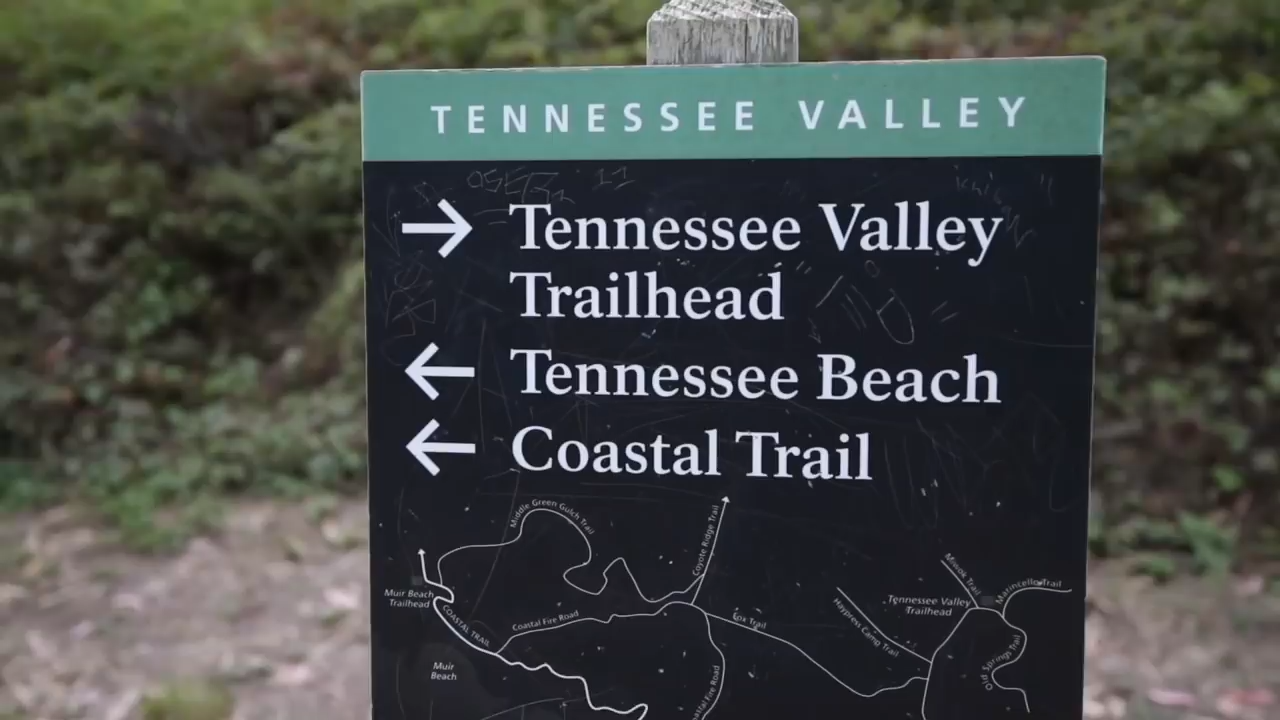 TENNESSEE VALLEY
→ Tennessee Valley
Trailhead
← Tennessee Beach
← Coastal Trail
Middle Green Gulch Trail
Coyote Ridge Trail
Muir Beach
Trailhead
COASTAL TRAIL
Coastal Fire Road
Fox Trail
Haypress Camp Trail
Miwok Trail
Marincello Trail
Tennessee Valley
Trailhead
Old Springs Trail
Muir
Beach
Fire Road